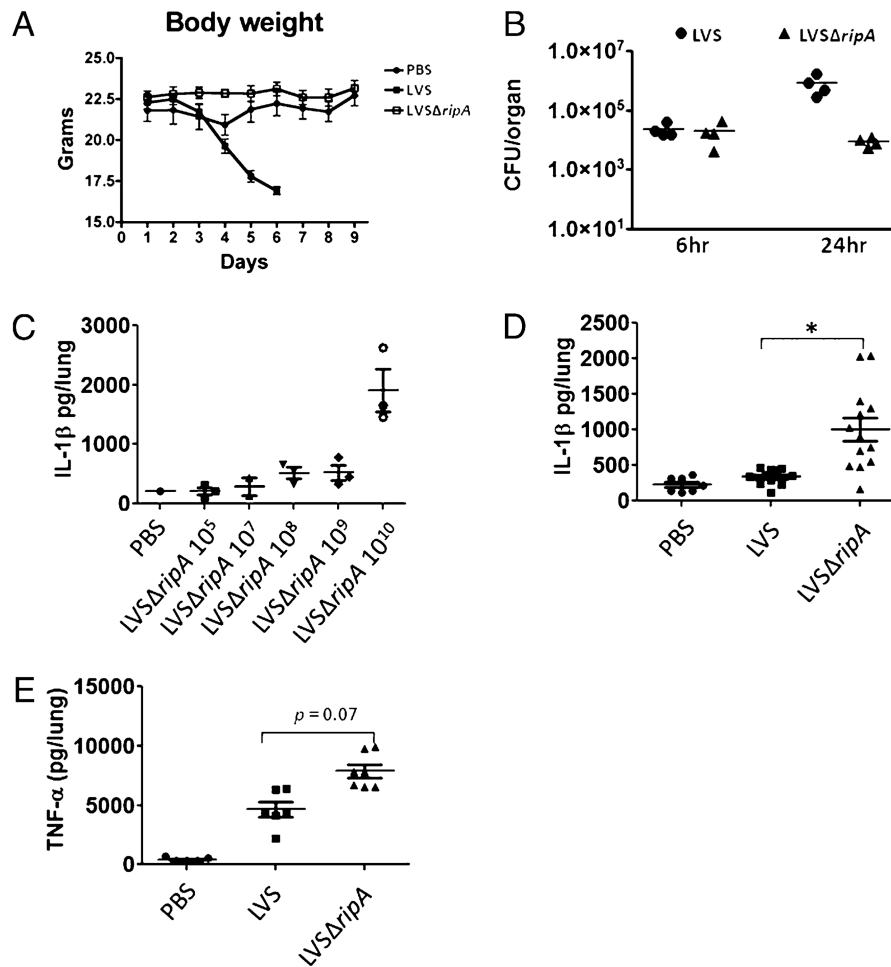 A
Body weight
Grams
25.0
22.5
20.0
17.5
15.0
0 1 2 3 4 5 6 7 8 9
Days
PBS
LVS
LVSΔripA
B
LVS LVSΔripA
CFU/organ
1.0×10⁷
1.0×10⁵
1.0×10³
1.0×10¹
6hr 24hr
C
IL-1β pg/lung
3000
2000
1000
0
PBS
LVSΔripA 10⁵
LVSΔripA 10⁷
LVSΔripA 10⁸
LVSΔripA 10⁹
LVSΔripA 10¹⁰
D
IL-1β pg/lung
2500
2000
1500
1000
500
0
*
PBS
LVS
LVSΔripA
E
TNF-α (pg/lung)
15000
10000
5000
0
p = 0.07
PBS
LVS
LVSΔripA